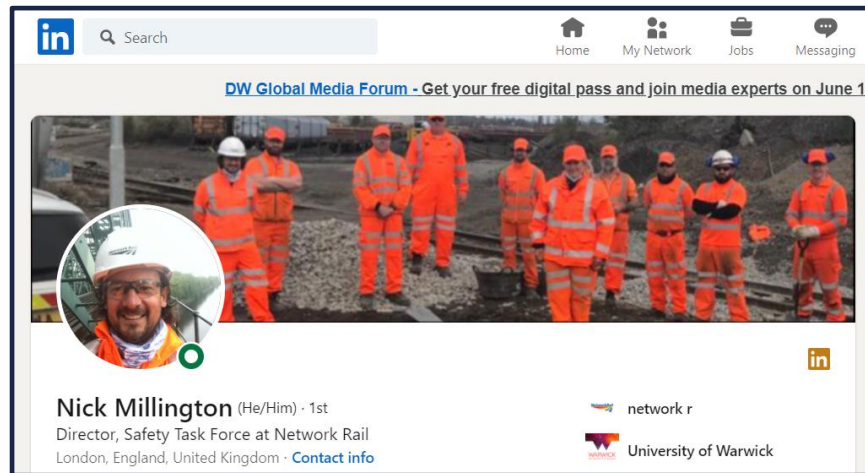 in Search
Home My Network Jobs Messaging
DW Global Media Forum - Get your free digital pass and join media experts on June 1
in
Nick Millington (He/Him) · 1st
Director, Safety Task Force at Network Rail
London, England, United Kingdom · Contact info
network r
WARWICK University of Warwick